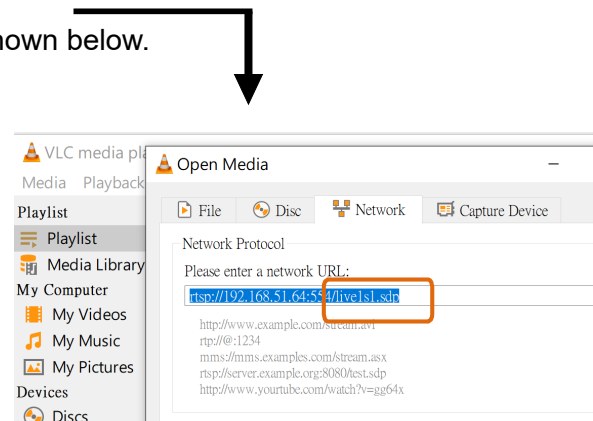 nown below.
VLC media pla
Open Media
Media Playback
File Disc Network Capture Device
Playlist
Playlist
Network Protocol
Media Library
Please enter a network URL:
My Computer
rtsp://192.168.51.64:554/live1s1.sdp
My Videos
http://www.example.com/stream.avi
My Music
rtp://@:1234
mms://mms.examples.com/stream.asx
My Pictures
rtsp://server.example.org:8080/test.sdp
Devices
http://www.yourtube.com/watch?v=gg64x
Discs